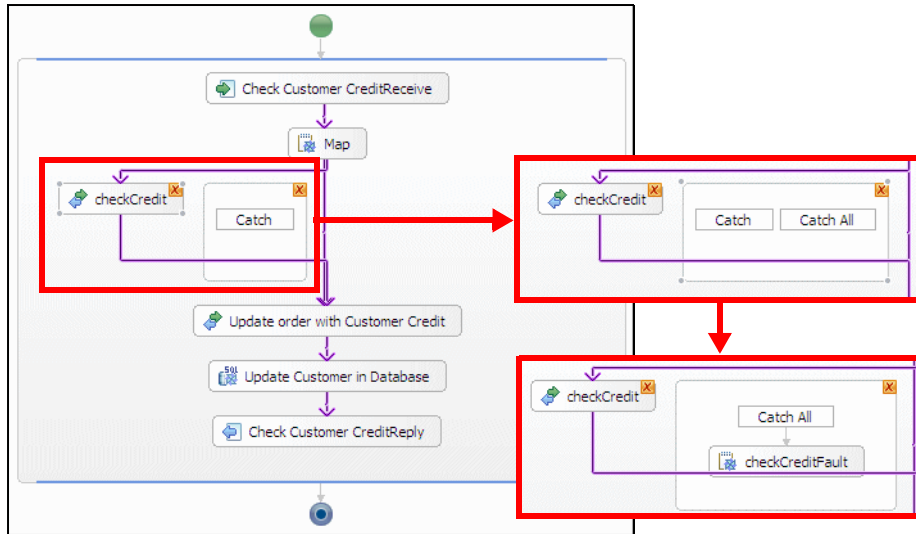 Check Customer CreditReceive
Map
checkCredit
Catch
Update order with Customer Credit
SQL
Update Customer in Database
Check Customer CreditReply
checkCredit
Catch
Catch All
checkCredit
Catch All
checkCreditFault